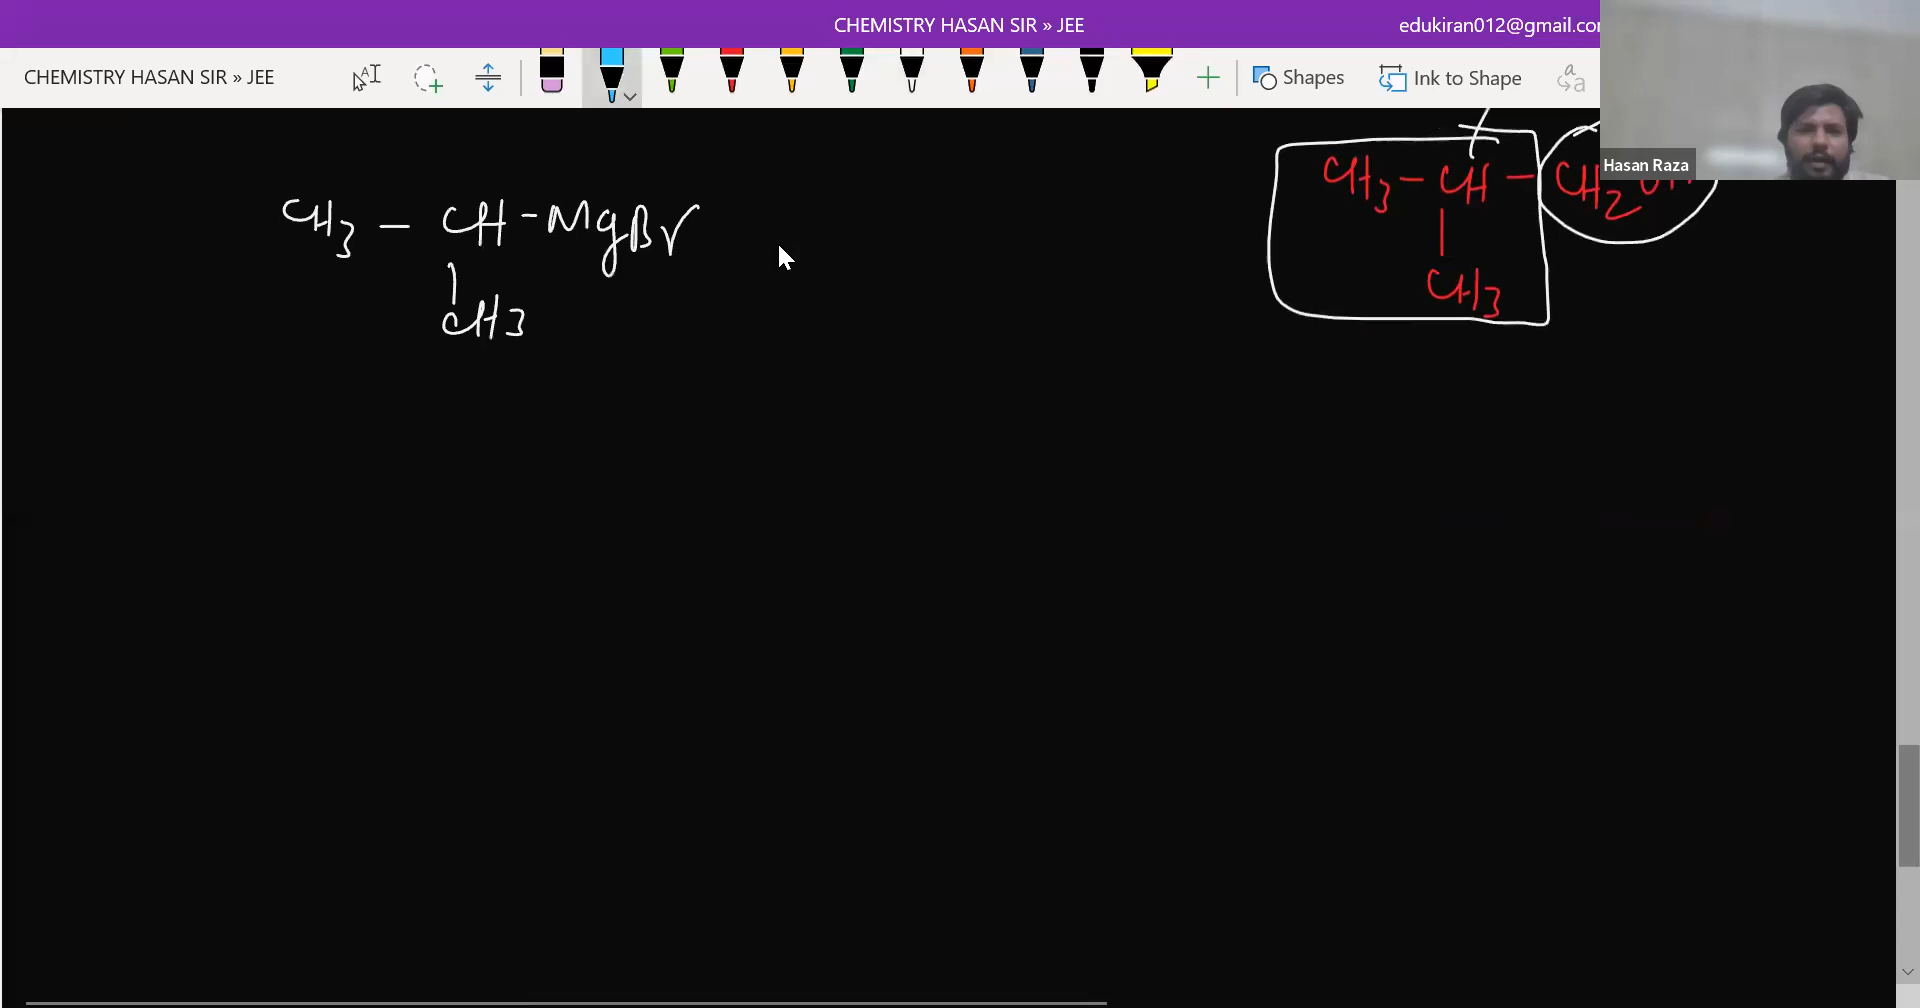 CHEMISTRY HASAN SIR » JEE
edukiran012@gmail.co
CHEMISTRY HASAN SIR » JEE
Shapes
Ink to Shape
Hasan Raza
CH3 – CH – CH2
CH3
CH3 – CH – MgBr
CH3